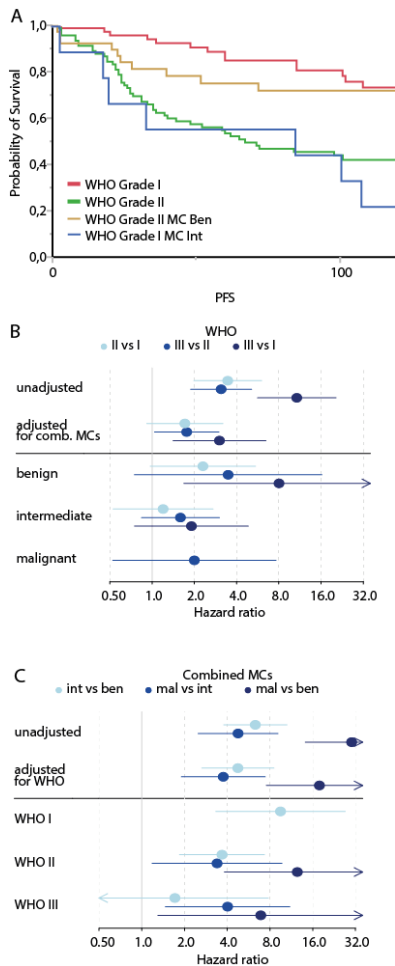 A
1,0
0,8
0,6
0,4
0,2
0,0
Probability of Survival
WHO Grade I
WHO Grade II
WHO Grade II MC Ben
WHO Grade I MC Int
0 100
PFS
B
WHO
II vs I III vs II III vs I
unadjusted
adjusted
for comb. MCs
benign
intermediate
malignant
0.50 1.0 2.0 4.0 8.0 16.0 32.0
Hazard ratio
C
Combined MCs
int vs ben mal vs int mal vs ben
unadjusted
adjusted
for WHO
WHO I
WHO II
WHO III
0.50 1.0 2.0 4.0 8.0 16.0 32.0
Hazard ratio